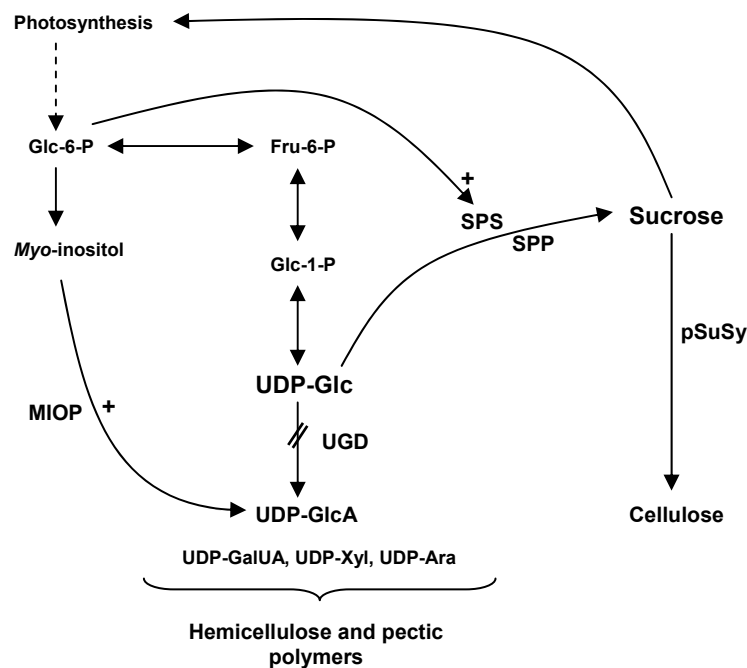 Photosynthesis
Glc-6-P
Fru-6-P
+
SPS
SPP
Sucrose
Myo-inositol
Glc-1-P
pSuSy
UDP-Glc
MIOP
+
UGD
UDP-GlcA
Cellulose
UDP-GalUA, UDP-Xyl, UDP-Ara
Hemicellulose and pectic
polymers